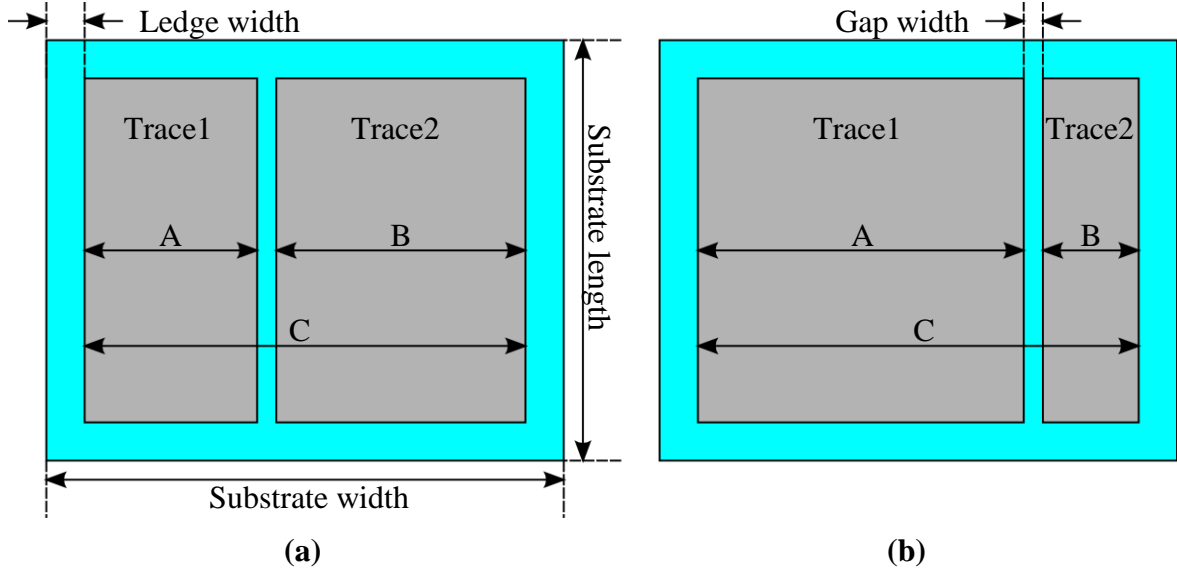 Ledge width
Trace1
Trace2
A
B
C
Substrate length
Substrate width
(a)
Gap width
Trace1
Trace2
A
B
C
(b)